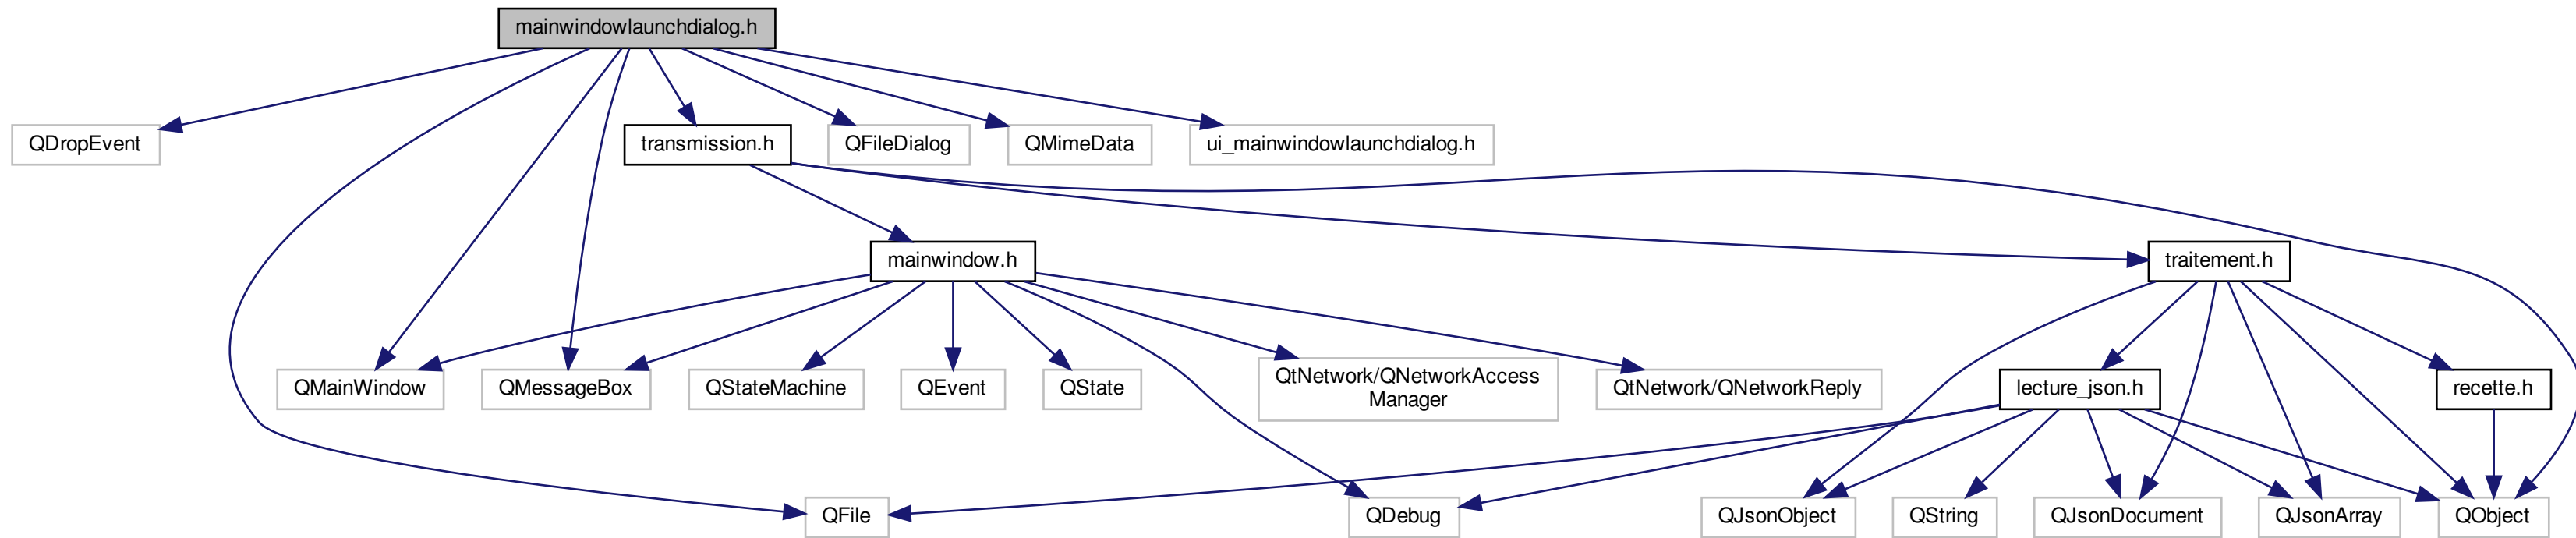 mainwindowlaunchdialog.h
QDropEvent
transmission.h
QFileDialog
QMimeData
ui_mainwindowlaunchdialog.h
mainwindow.h
traitement.h
QMainWindow
QMessageBox
QStateMachine
QEvent
QState
QtNetwork/QNetworkAccess
Manager
QtNetwork/QNetworkReply
lecture_json.h
recette.h
QFile
QDebug
QJsonObject
QString
QJsonDocument
QJsonArray
QObject